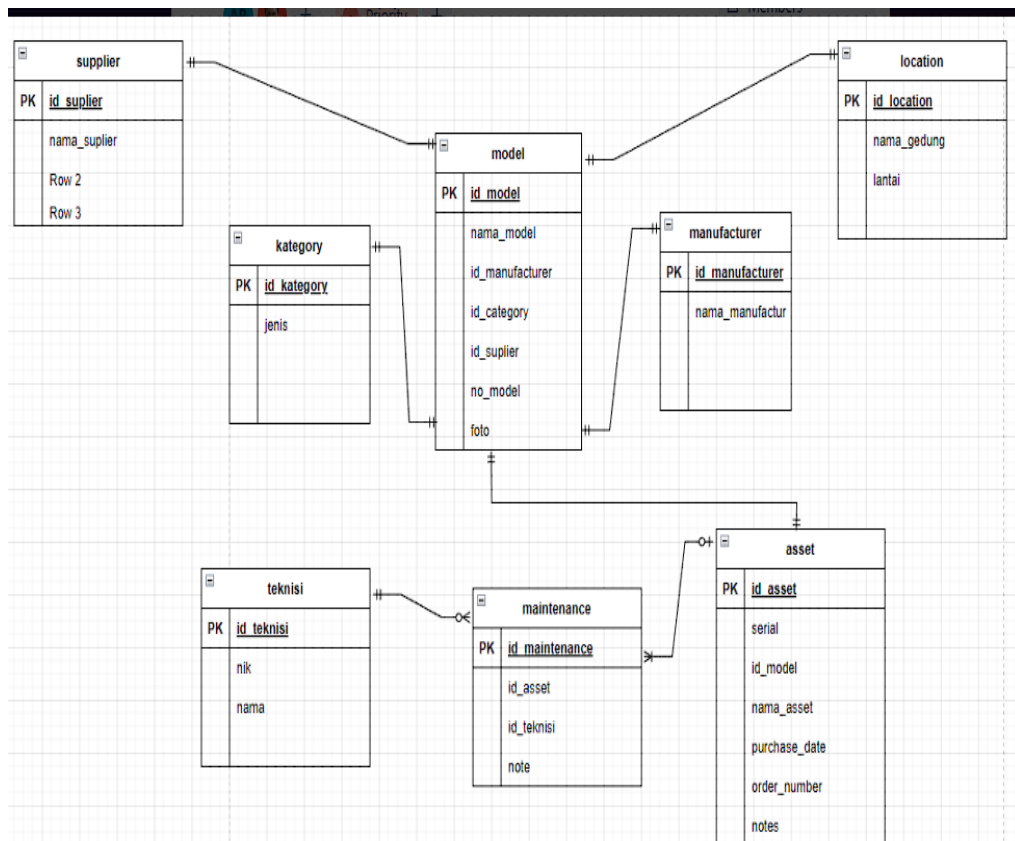 Priority
Members
supplier
PK id_suplier
nama_suplier
Row 2
Row 3
location
PK id_location
nama_gedung
lantai
model
PK id_model
nama_model
id_manufacturer
id_category
id_suplier
no_model
foto
kategory
PK id_kategory
jenis
manufacturer
PK id_manufacturer
nama_manufactur
asset
PK id_asset
serial
id_model
nama_asset
purchase_date
order_number
notes
teknisi
PK id_teknisi
nik
nama
maintenance
PK id_maintenance
id_asset
id_teknisi
note